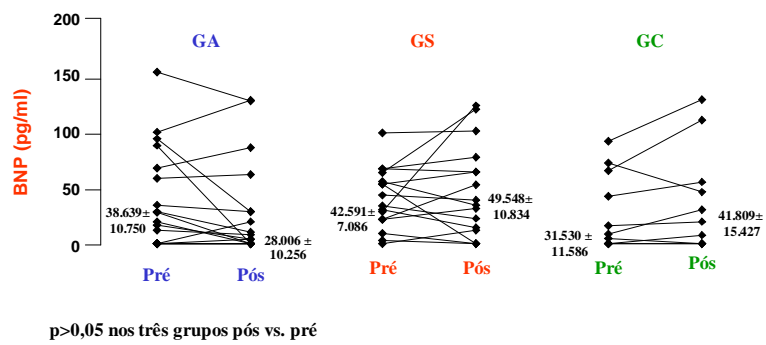 GA
GS
GC
BNP (pg/ml)
200
150
100
50
0
38.639±
10.750
28.006 ±
10.256
42.591±
7.086
49.548±
10.834
31.530 ±
11.586
41.809±
15.427
Pré
Pós
Pré
Pós
Pré
Pós
p>0,05 nos três grupos pós vs. pré